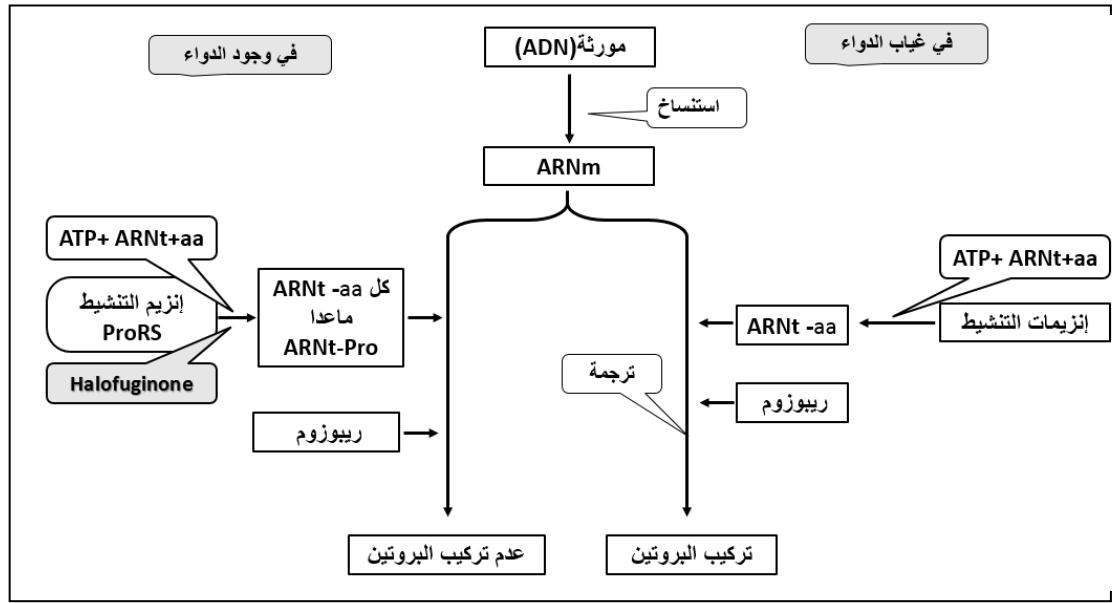 في غياب الدواء
مورثة(ADN)
في وجود الدواء
استنساخ
ARNm
ATP+ ARNt+aa
ATP+ ARNt+aa
إنزيمات التنشيط
ARNt -aa
كل ARNt -aa
ماعدا
ARNt-Pro
إنزيم التنشيط
ProRS
Halofuginone
ترجمة
ريبوزوم
ريبوزوم
تركيب البروتين
عدم تركيب البروتين